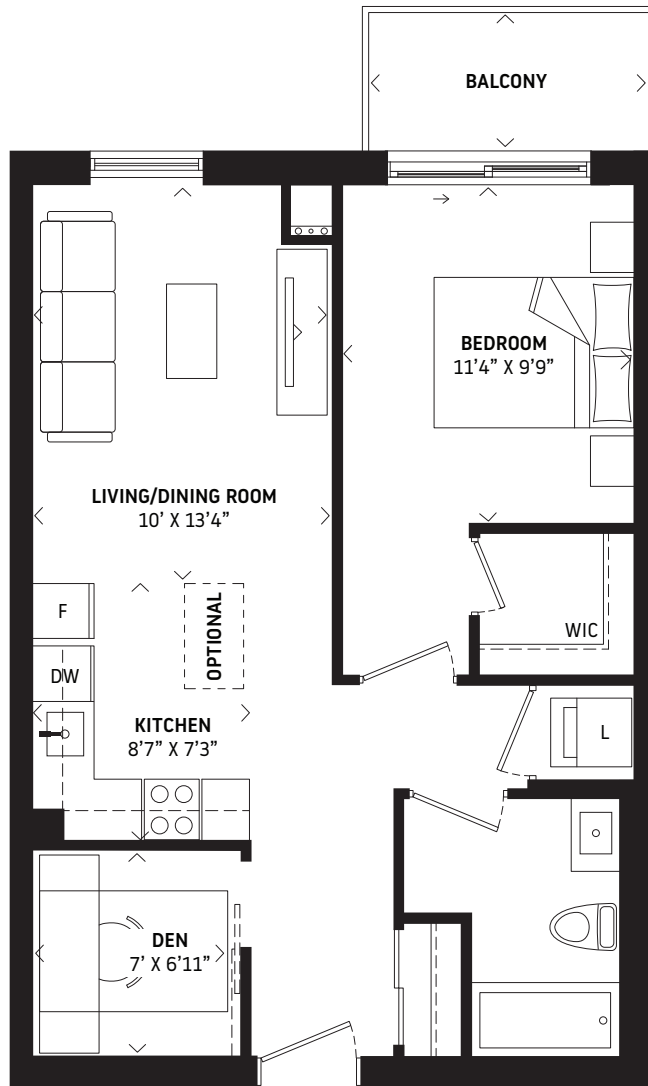 BALCONY
BEDROOM
11’4” X 9’9”
LIVING/DINING ROOM
10’ X 13’4”
F
OPTIONAL
WIC
DW
L
KITCHEN
8’7” X 7’3”
DEN
7’ X 6’11”